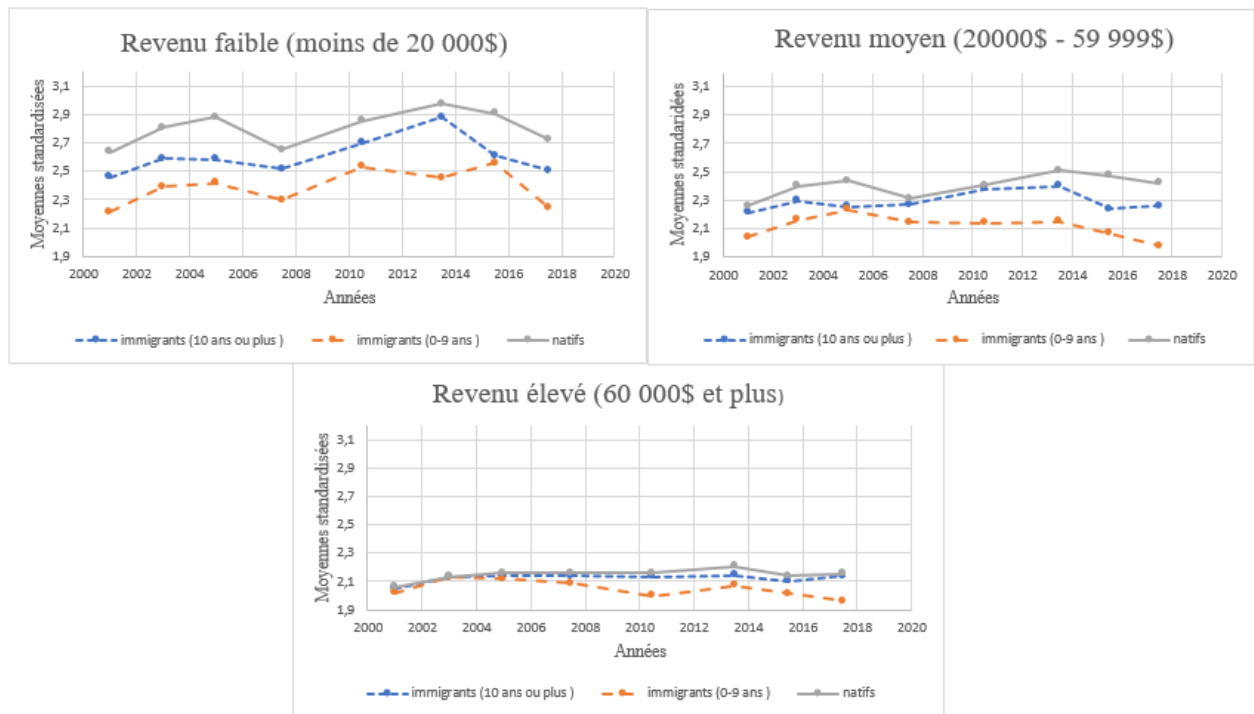 Revenu faible (moins de 20 000$)
Moyennes standardisées
3,1
2,9
2,7
2,5
2,3
2,1
1,9
2000 2002 2004 2006 2008 2010 2012 2014 2016 2018 2020
Années
immigrants (10 ans ou plus ) immigrants (0-9 ans ) natifs
Revenu moyen (20000$ - 59 999$)
Moyennes standaridées
3,1
2,9
2,7
2,5
2,3
2,1
1,9
2000 2002 2004 2006 2008 2010 2012 2014 2016 2018 2020
Années
immigrants (10 ans ou plus ) immigrants (0-9 ans ) natifs
Revenu élevé (60 000$ et plus)
Moyennes standardisées
3,1
2,9
2,7
2,5
2,3
2,1
1,9
2000 2002 2004 2006 2008 2010 2012 2014 2016 2018 2020
Années
immigrants (10 ans ou plus ) immigrants (0-9 ans ) natifs